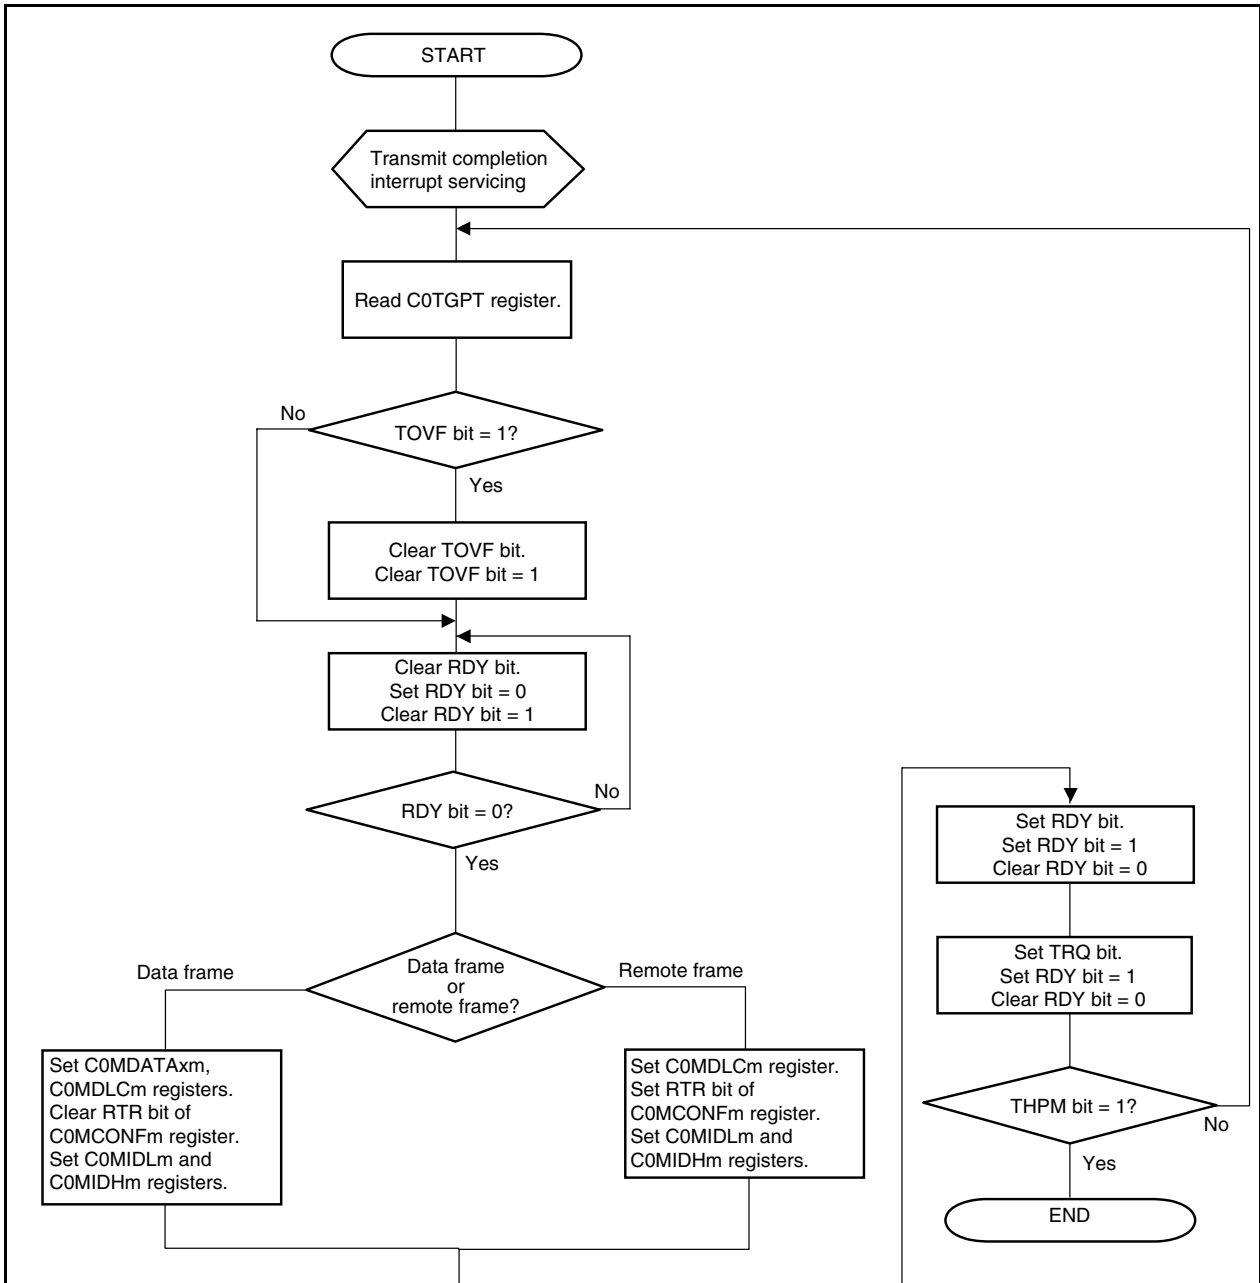 START
Transmit completion
interrupt servicing
Read C0TGPT register.
No
TOVF bit = 1?
Yes
Clear TOVF bit.
Clear TOVF bit = 1
Clear RDY bit.
Set RDY bit = 0
Clear RDY bit = 1
No
RDY bit = 0?
Yes
Data frame
Data frame
or
remote frame?
Remote frame
Set C0MDATAxm,
C0MDLCm registers.
Clear RTR bit of
C0MCONFm register.
Set C0MIDLm and
C0MIDHm registers.
Set C0MDLCm register.
Set RTR bit of
C0MCONFm register.
Set C0MIDLm and
C0MIDHm registers.
Set RDY bit.
Set RDY bit = 1
Clear RDY bit = 0
Set TRQ bit.
Set RDY bit = 1
Clear RDY bit = 0
THPM bit = 1?
No
Yes
END